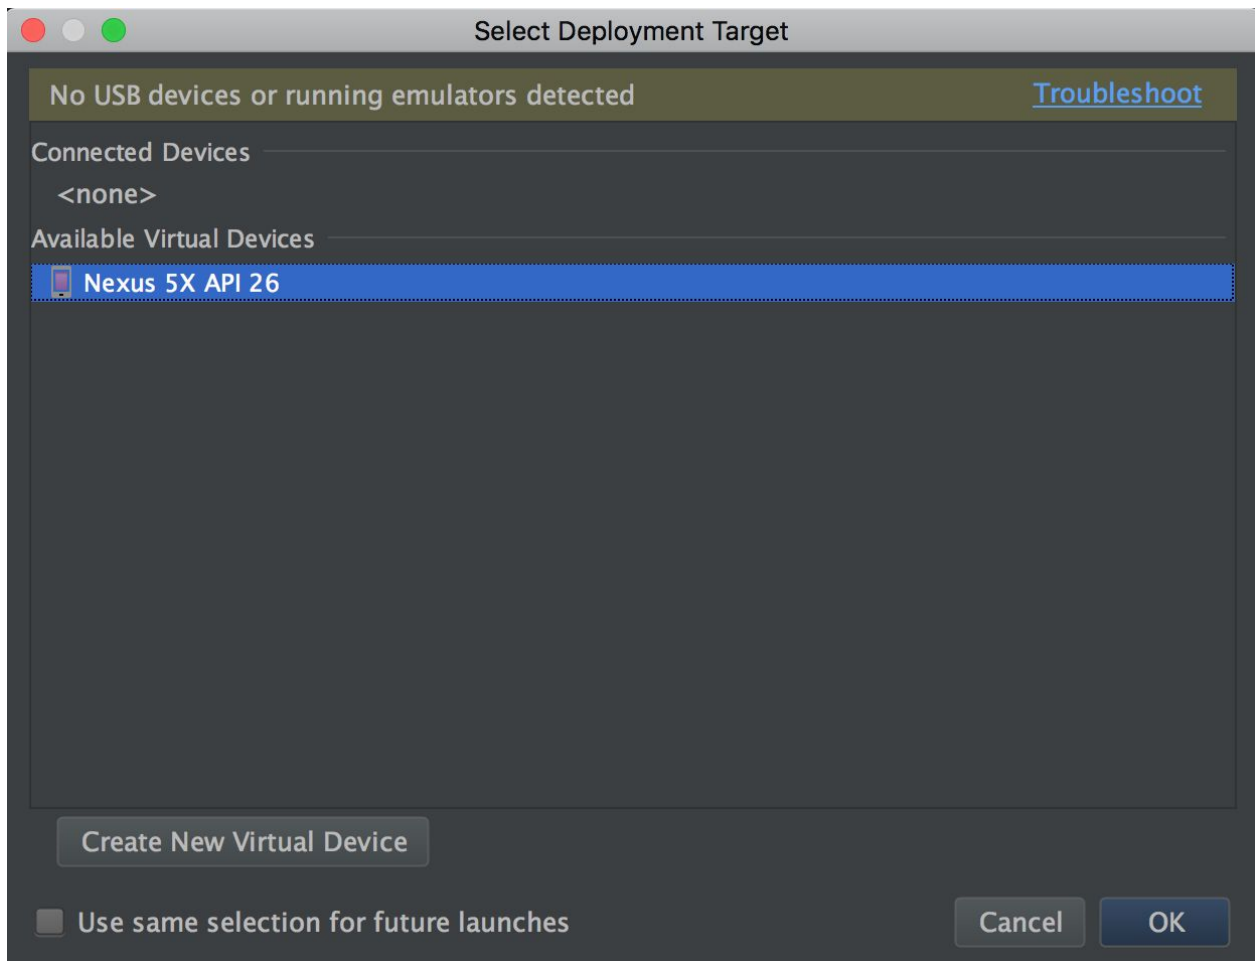 Select Deployment Target
No USB devices or running emulators detected Troubleshoot
Connected Devices
<none>
Available Virtual Devices
Nexus 5X API 26
Create New Virtual Device
Use same selection for future launches Cancel OK